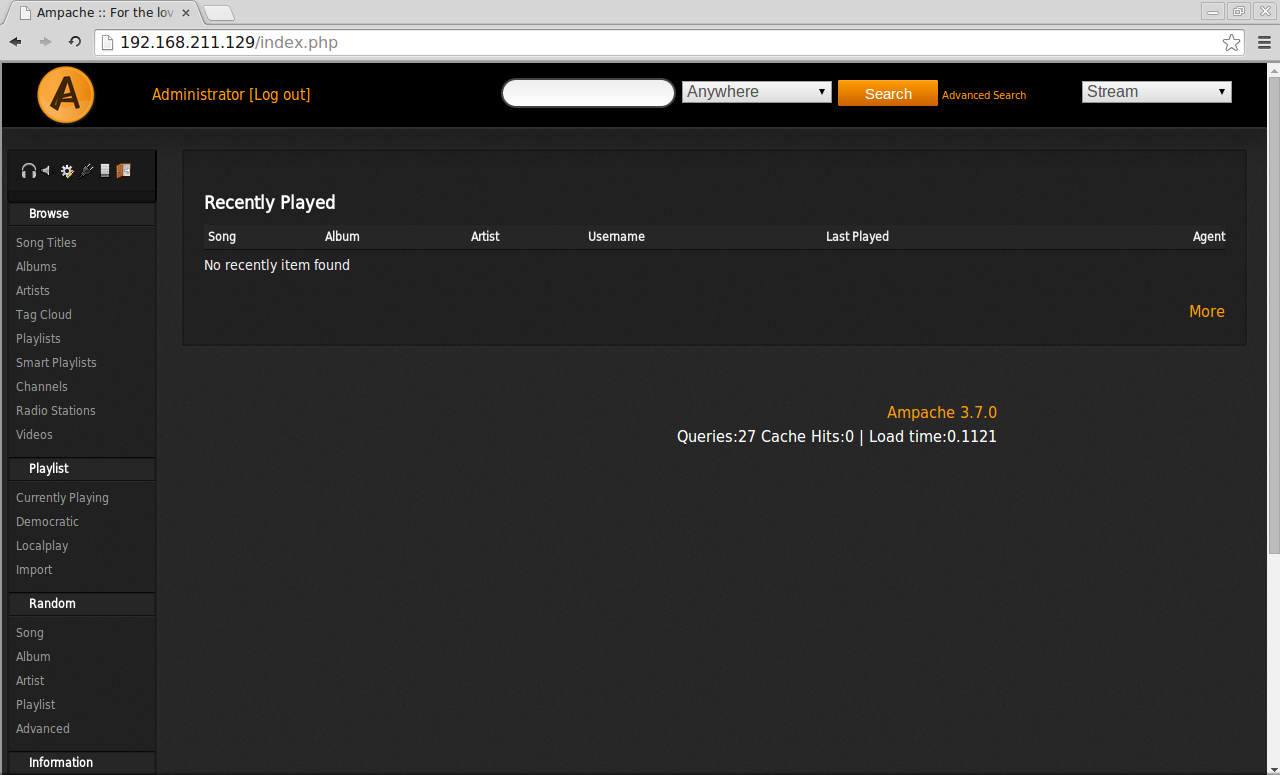 Ampache :: For the lov
192.168.211.129/index.php
Administrator [Log out]
Anywhere
Search
Advanced Search
Stream
Browse
Song Titles
Albums
Artists
Tag Cloud
Playlists
Smart Playlists
Channels
Radio Stations
Videos
Playlist
Currently Playing
Democratic
Localplay
Import
Random
Song
Album
Artist
Playlist
Advanced
Information
Recently Played
Song Album Artist Username Last Played Agent
No recently item found
More
Ampache 3.7.0
Queries:27 Cache Hits:0 | Load time:0.1121